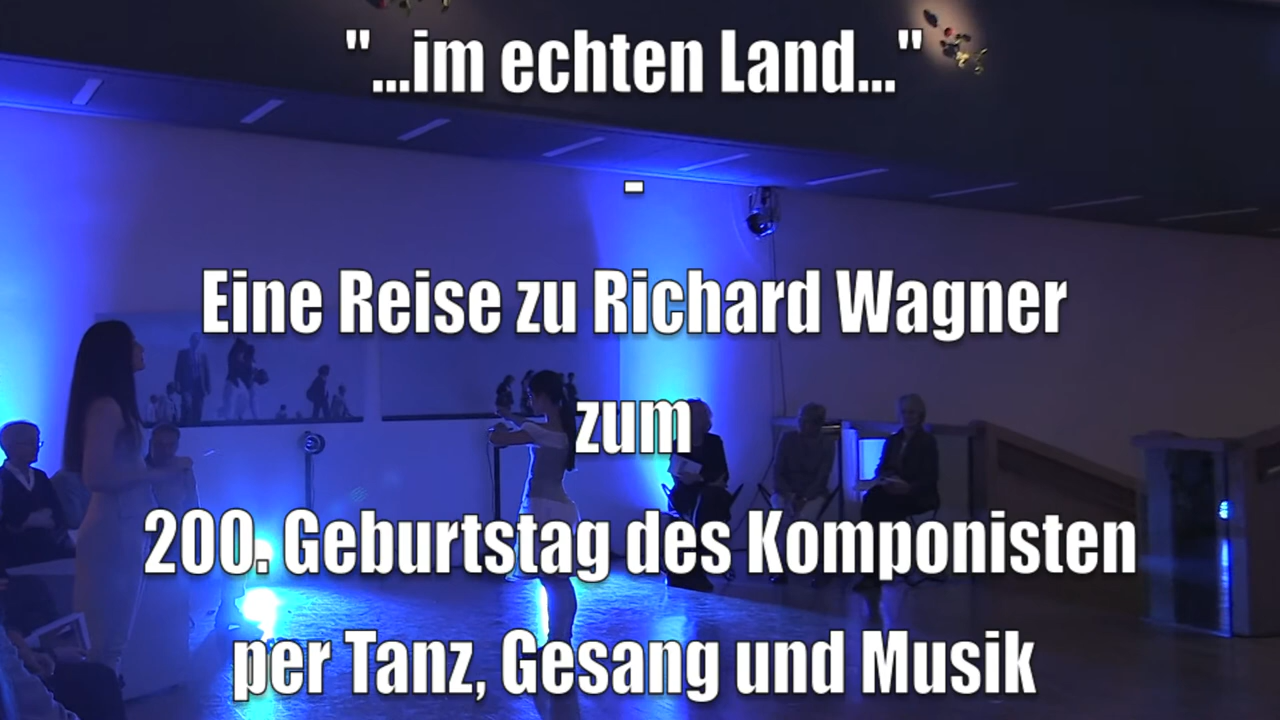 "...im echten Land..."
-
Eine Reise zu Richard Wagner
zum
200. Geburtstag des Komponisten
per Tanz, Gesang und Musik